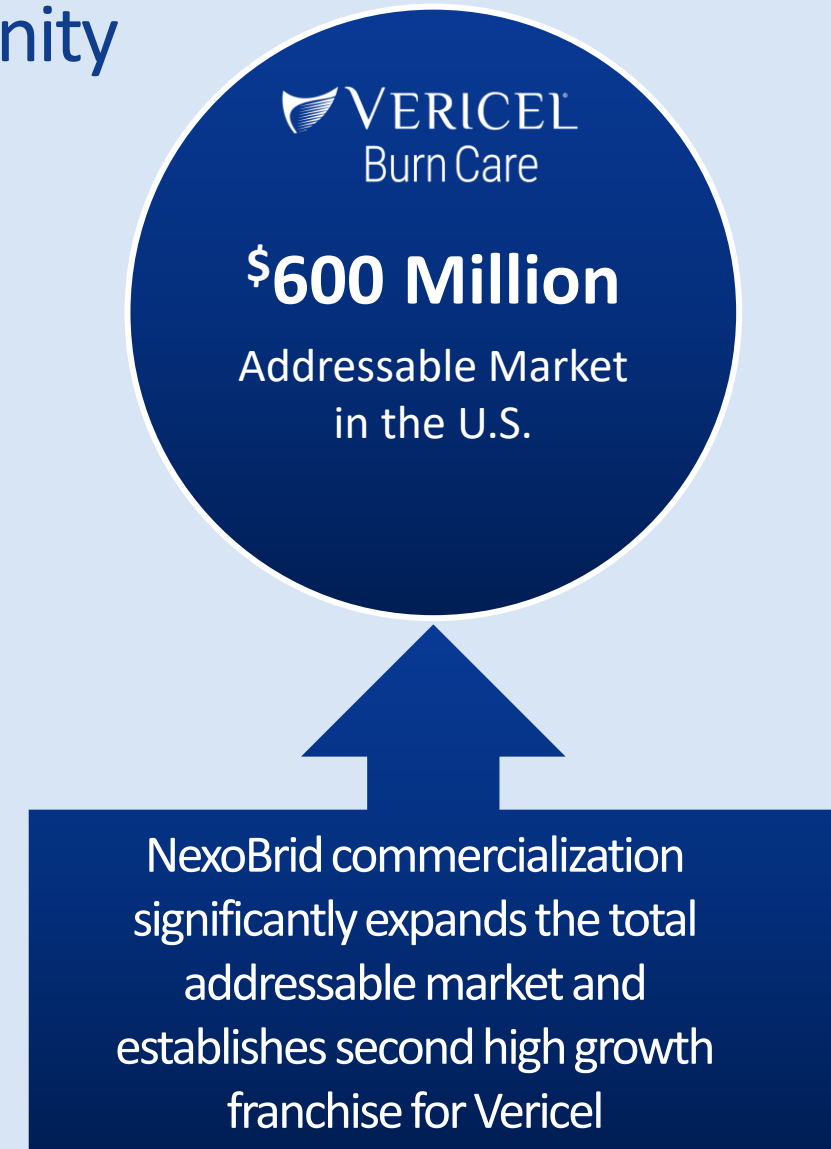 nity
VERICEL®
Burn Care
$600 Million
Addressable Market
in the U.S.
NexoBrid commercialization
significantly expands the total
addressable market and
establishes second high growth
franchise for Vericel